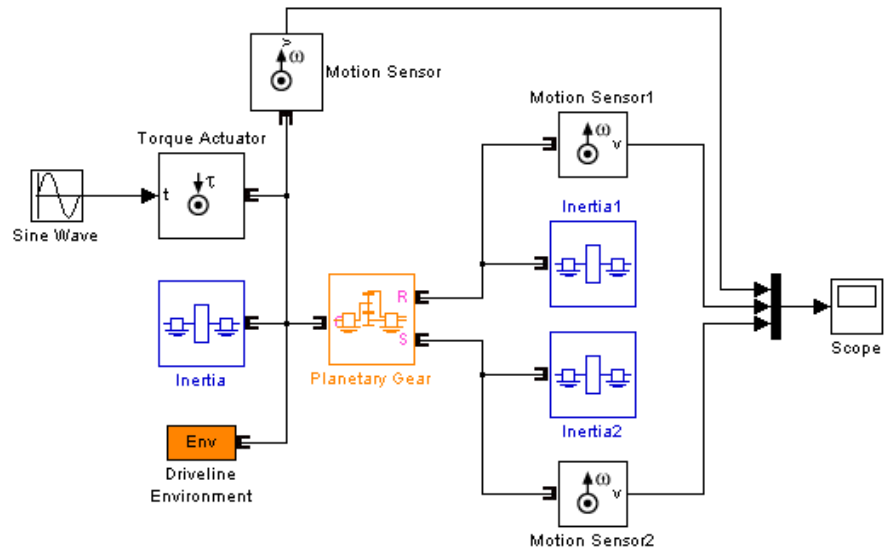 v
ω
Motion Sensor
Motion Sensor1
ω
v
Torque Actuator
t
τ
Sine Wave
Inertia1
R
C
S
Inertia
Planetary Gear
Scope
Inertia2
Env
Driveline
Environment
ω
v
Motion Sensor2